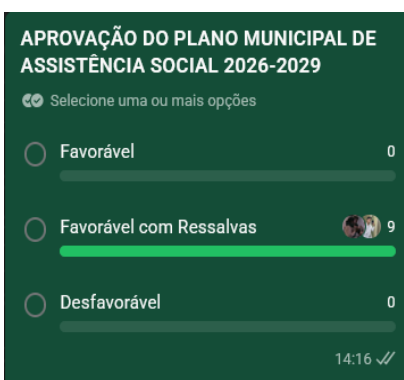 APROVAÇÃO DO PLANO MUNICIPAL DE
ASSISTÊNCIA SOCIAL 2026-2029
Selecione uma ou mais opções
Favorável 0
Favorável com Ressalvas 9
Desfavorável 0
14:16